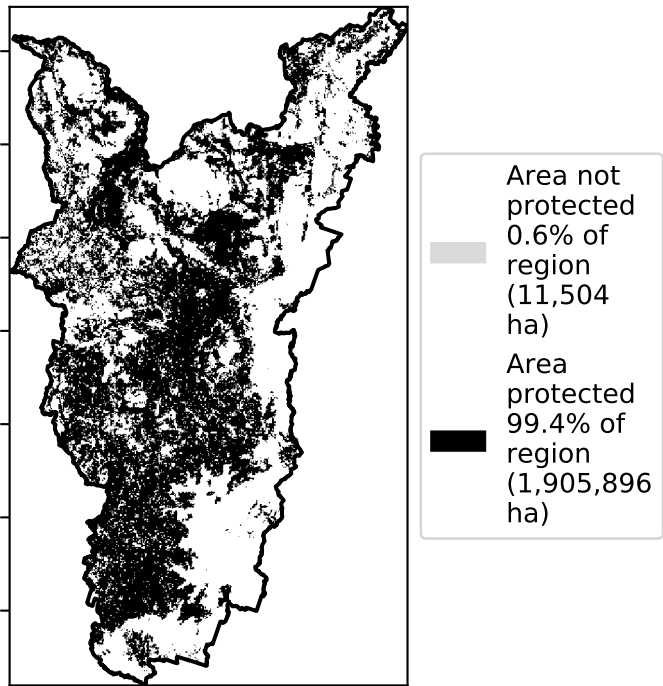 Area not
protected
0.6% of
region
(11,504
ha)
Area
protected
99.4% of
region
(1,905,896
ha)